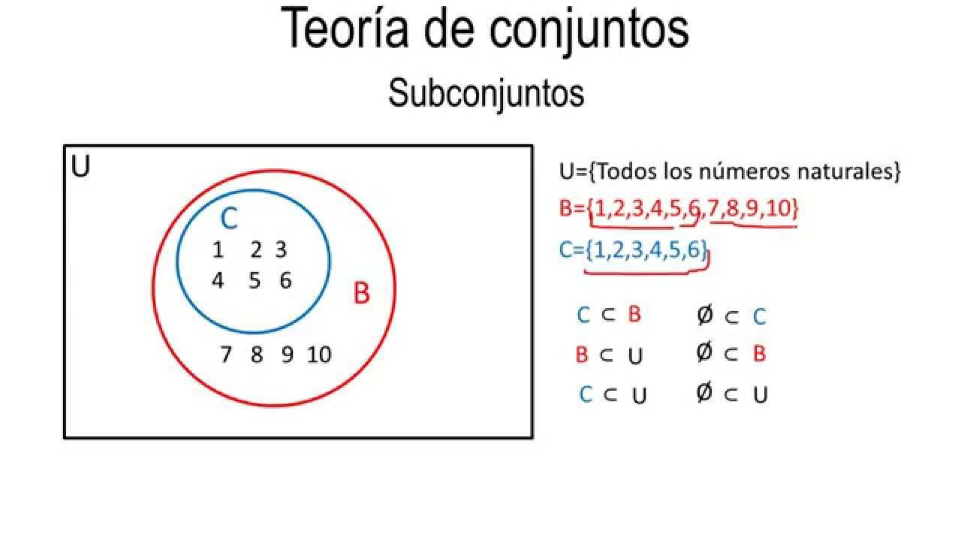 Teoría de conjuntos
Subconjuntos
U
C
1 2 3
4 5 6
B
7 8 9 10
U={Todos los números naturales}
B={1,2,3,4,5,6,7,8,9,10}
C={1,2,3,4,5,6}
C ⊂ B ∅ ⊂ C
B ⊂ U ∅ ⊂ B
C ⊂ U ∅ ⊂ U